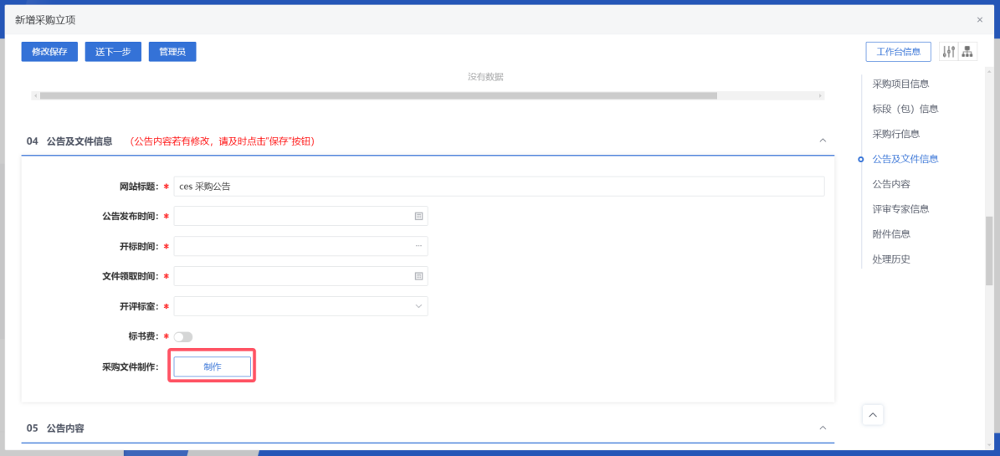 新增采购立项
修改保存 送下一步 管理员 工作台信息
没有数据
04 公告及文件信息 （公告内容若有修改，请及时点击"保存"按钮）
网站标题： * ces 采购公告
公告发布时间： *
开标时间： *
文件领取时间： *
开评标室： *
标书费： *
采购文件制作： 制作
05 公告内容
采购项目信息
标段（包）信息
采购行信息
公告及文件信息
公告内容
评审专家信息
附件信息
处理历史